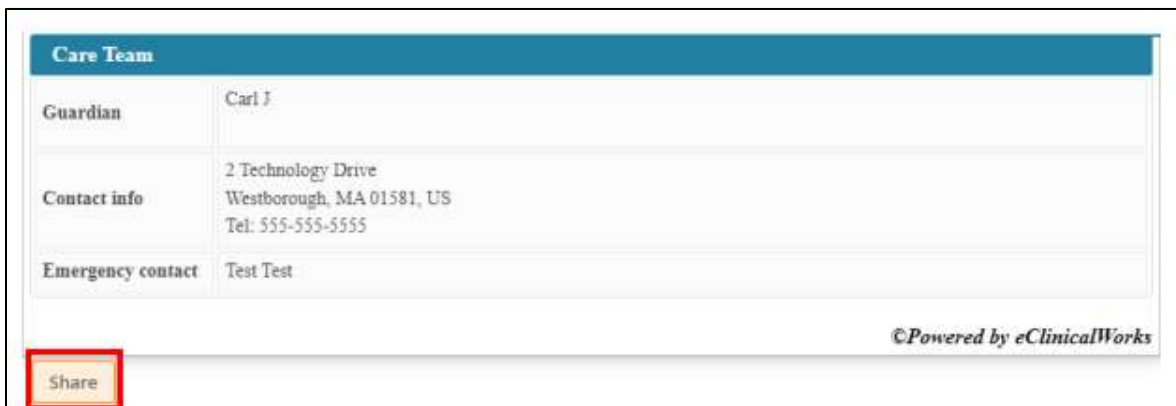 Care Team
Guardian
Carl J
Contact info
2 Technology Drive
Westborough, MA 01581, US
Tel: 555-555-5555
Emergency contact
Test Test
©Powered by eClinicalWorks
Share